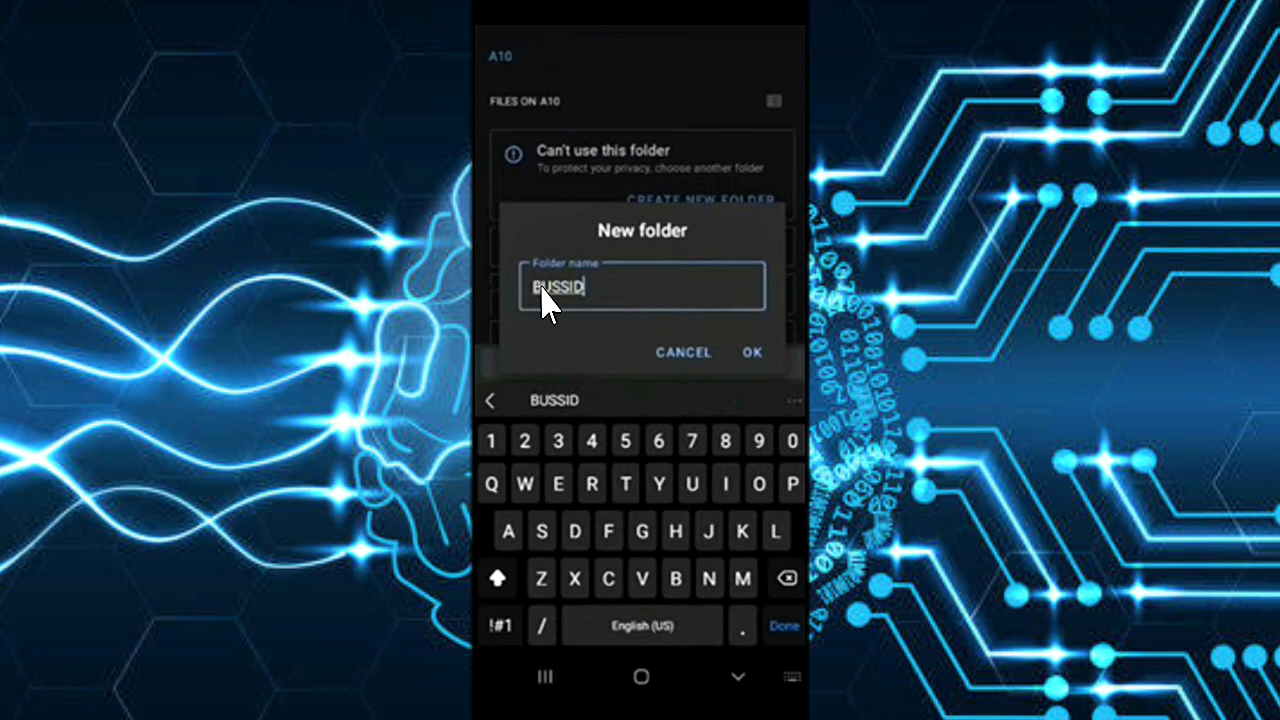 A10
FILES ON A10
Can't use this folder
To protect your privacy, choose another folder
CREATE NEW FOLDER
New folder
Folder name
BUSSID
CANCEL OK
BUSSID
1 2 3 4 5 6 7 8 9 0
Q W E R T Y U I O P
A S D F G H J K L
Z X C V B N M
!#1 / English (US) . Done